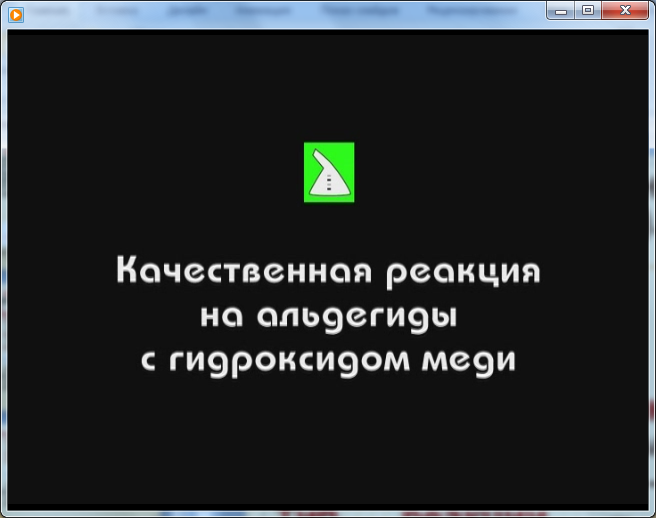 Качественная реакция
на альдегиды
с гидроксидом меди